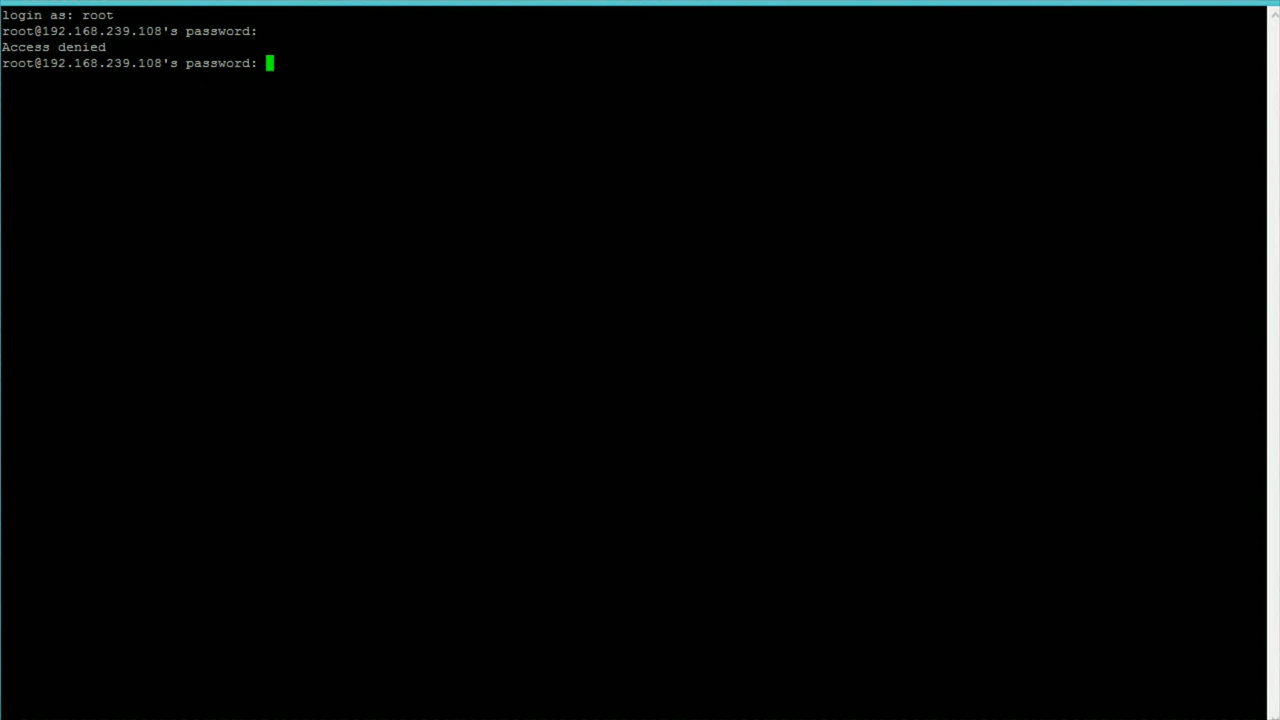 login as: root
root@192.168.239.108's password:
Access denied
root@192.168.239.108's password: